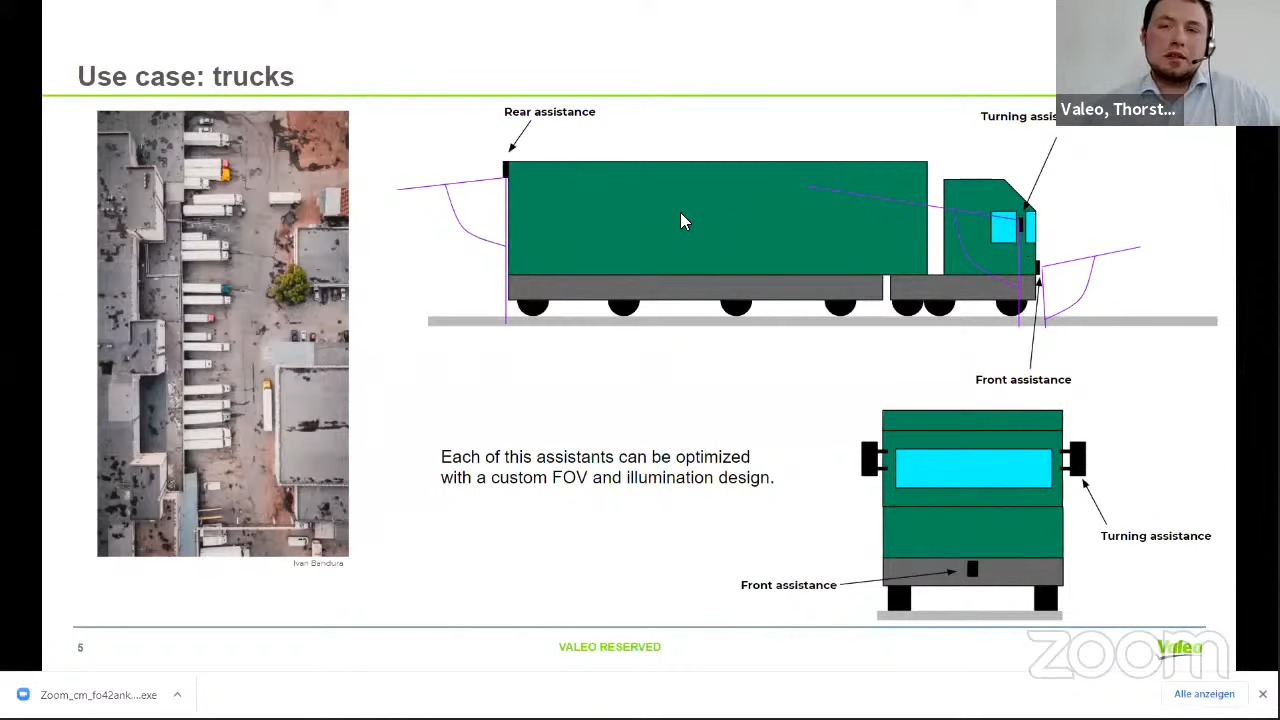 Use case: trucks
Valeo, Thorst...
Rear assistance
Turning assis
Front assistance
Each of this assistants can be optimized
with a custom FOV and illumination design.
Turning assistance
Front assistance
Ivan Bandura
5
VALEO RESERVED
Valeo
zoom
Zoom_cm_fo42ank....exe
Alle anzeigen